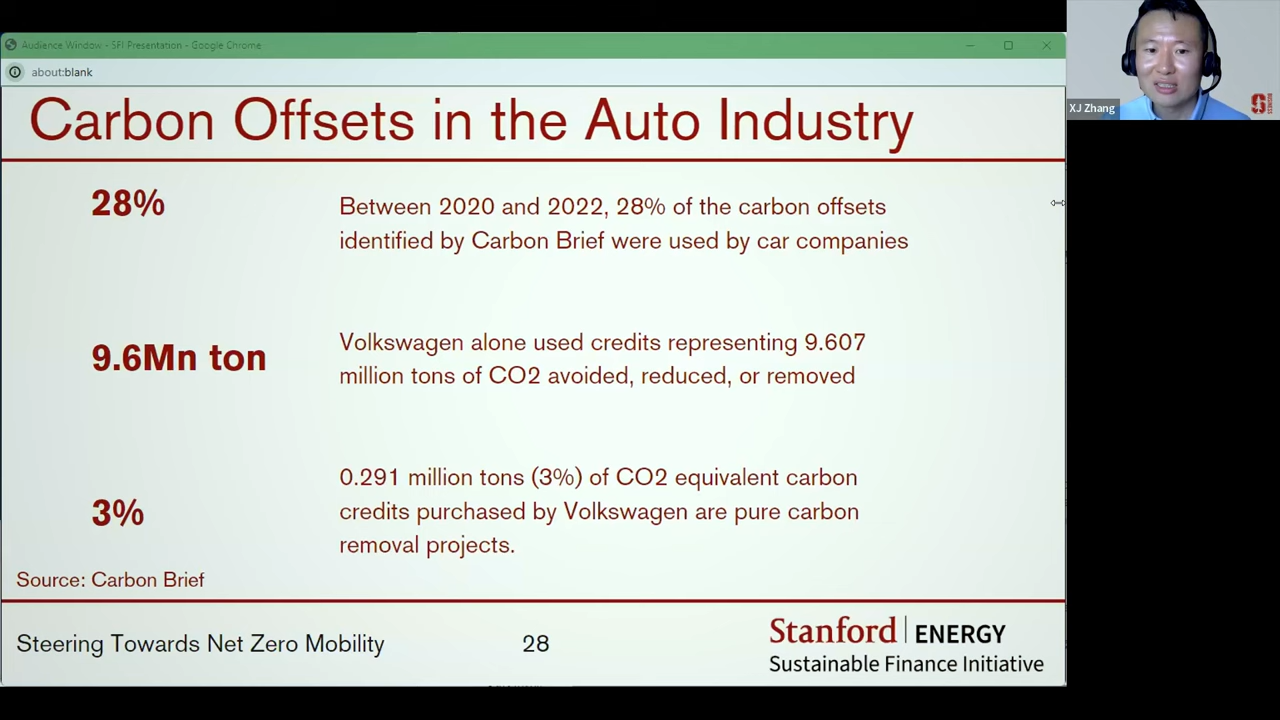 Audience Window - SFI Presentation - Google Chrome
about:blank
XJ Zhang
Carbon Offsets in the Auto Industry
28%
Between 2020 and 2022, 28% of the carbon offsets
identified by Carbon Brief were used by car companies
9.6Mn ton
Volkswagen alone used credits representing 9.607
million tons of CO2 avoided, reduced, or removed
3%
0.291 million tons (3%) of CO2 equivalent carbon
credits purchased by Volkswagen are pure carbon
removal projects.
Source: Carbon Brief
Steering Towards Net Zero Mobility
28
Stanford | ENERGY
Sustainable Finance Initiative